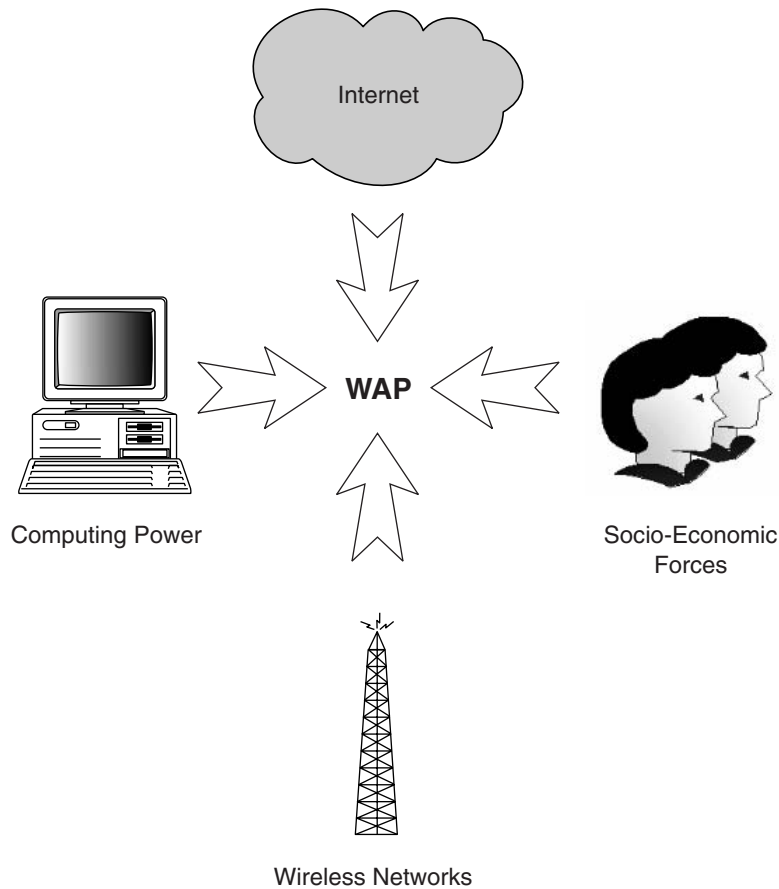 Internet
WAP
Computing Power
Socio-Economic
Forces
Wireless Networks